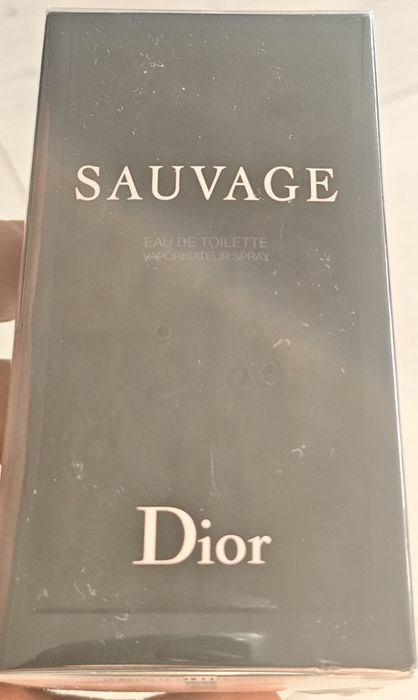 SAUVAGE
EAU DE TOILETTE
VAPORISATEUR SPRAY
Dior